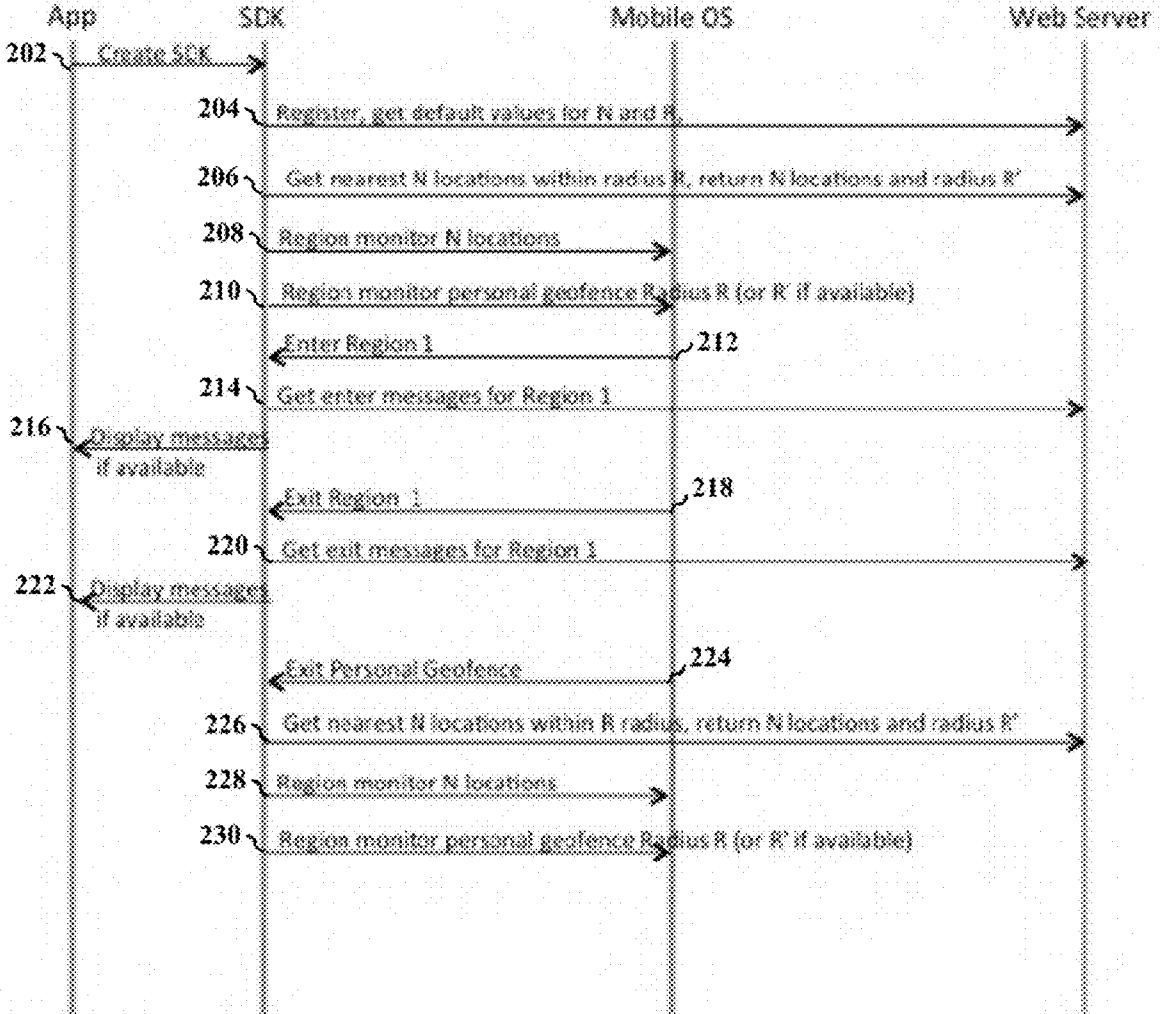 App SDK Mobile OS Web Server
202 Create SDK
204 Register, get default values for N and R,
206 Get nearest N locations within radius R, return N locations and radius R'
208 Region monitor N locations
210 Region monitor personal geofence Radius R (or R' if available)
Enter Region 1 212
214 Get enter messages for Region 1
216 Display messages
if available
Exit Region 1 218
220 Get exit messages for Region 1
222 Display messages
if available
Exit Personal Geofence 224
226 Get nearest N locations within R radius, return N locations and radius R'
228 Region monitor N locations
230 Region monitor personal geofence Radius R (or R' if available)